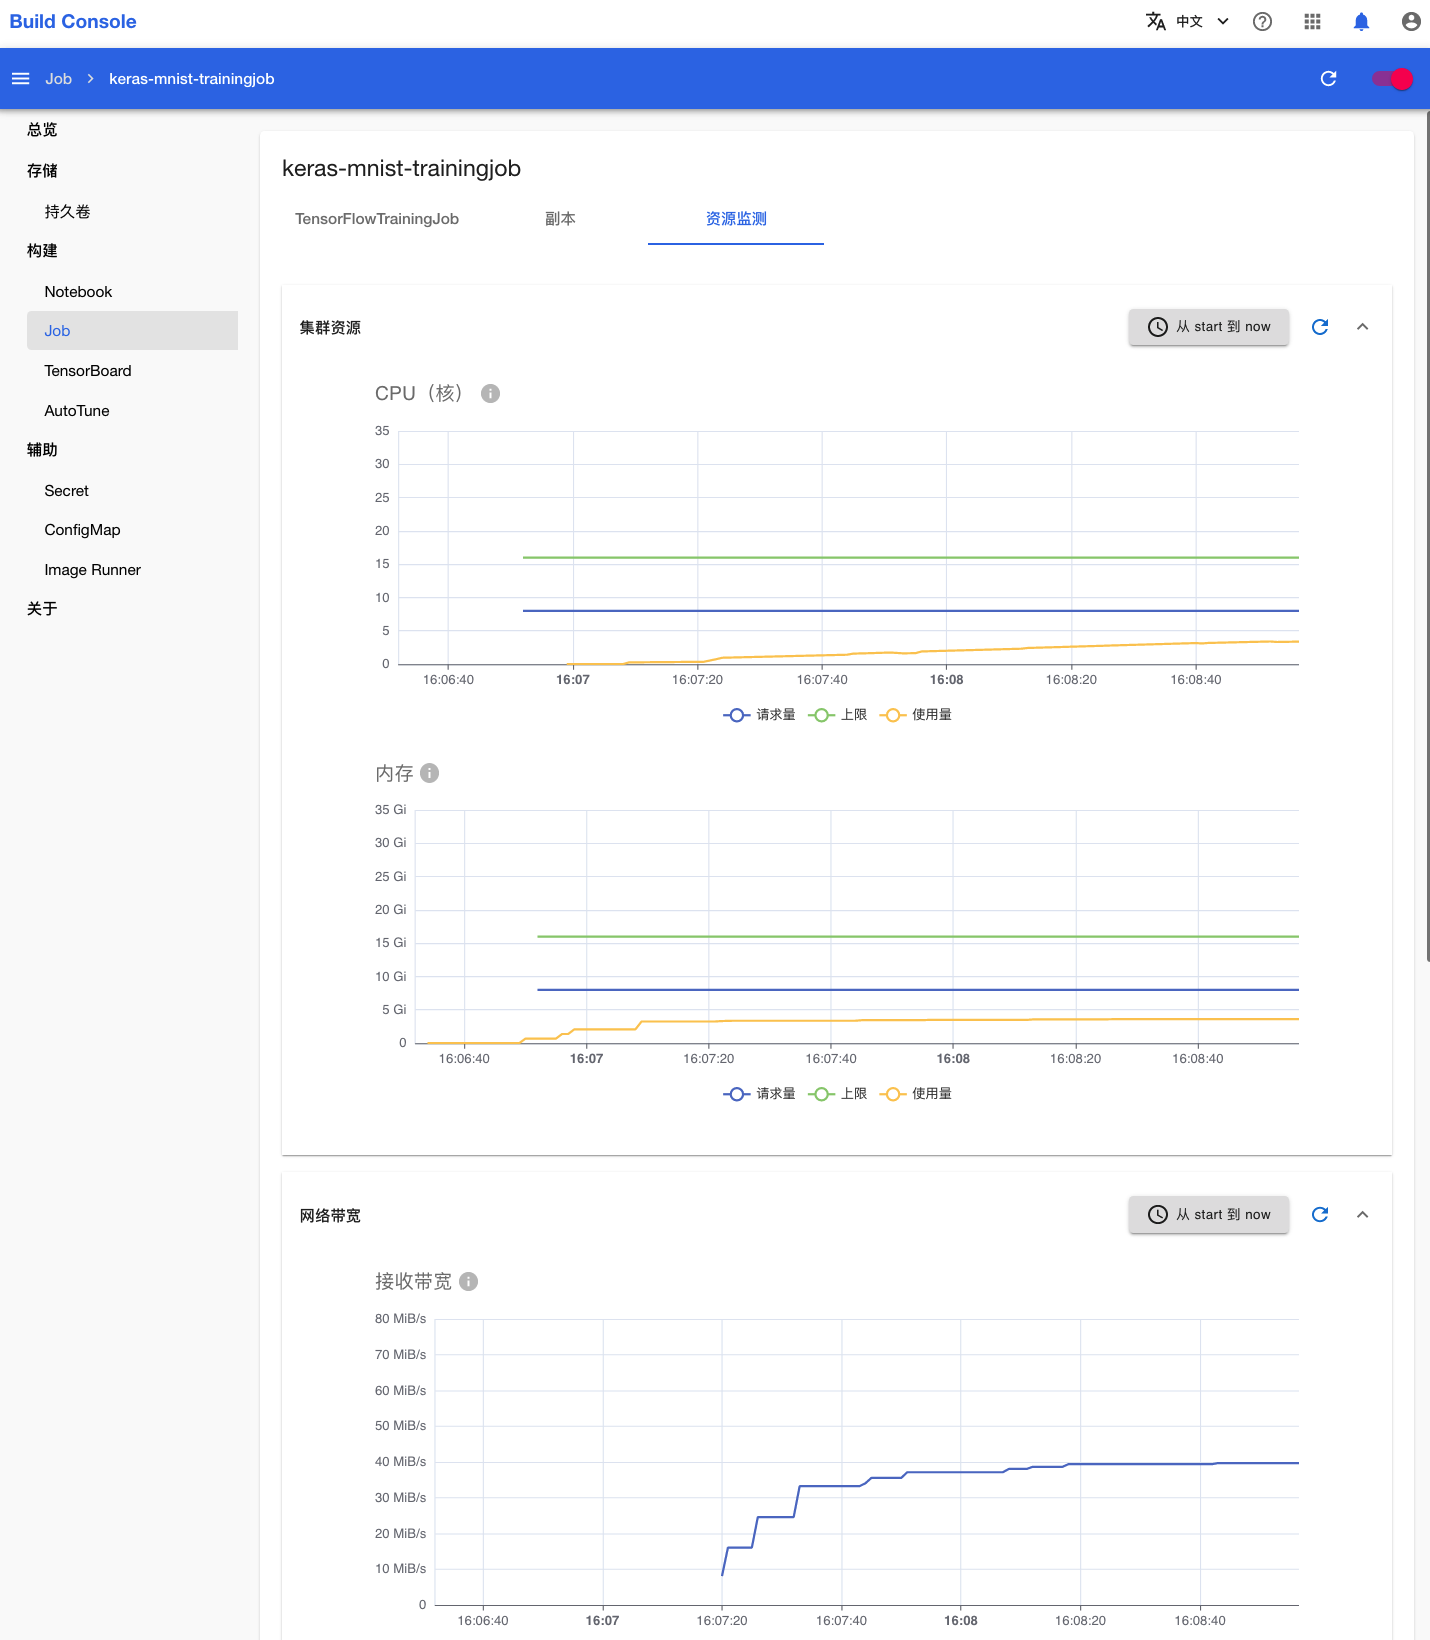 Build Console
中文
Job
keras-mnist-trainingjob
总览
存储
持久卷
构建
Notebook
Job
TensorBoard
AutoTune
辅助
Secret
ConfigMap
Image Runner
关于
keras-mnist-trainingjob
TensorFlowTrainingJob
副本
资源监测
集群资源
从 start 到 now
CPU（核）
35
30
25
20
15
10
5
0
16:06:40
16:07
16:07:20
16:07:40
16:08
16:08:20
16:08:40
请求量
上限
使用量
内存
35 Gi
30 Gi
25 Gi
20 Gi
15 Gi
10 Gi
5 Gi
0
16:06:40
16:07
16:07:20
16:07:40
16:08
16:08:20
16:08:40
请求量
上限
使用量
网络带宽
从 start 到 now
接收带宽
80 MiB/s
70 MiB/s
60 MiB/s
50 MiB/s
40 MiB/s
30 MiB/s
20 MiB/s
10 MiB/s
0
16:06:40
16:07
16:07:20
16:07:40
16:08
16:08:20
16:08:40